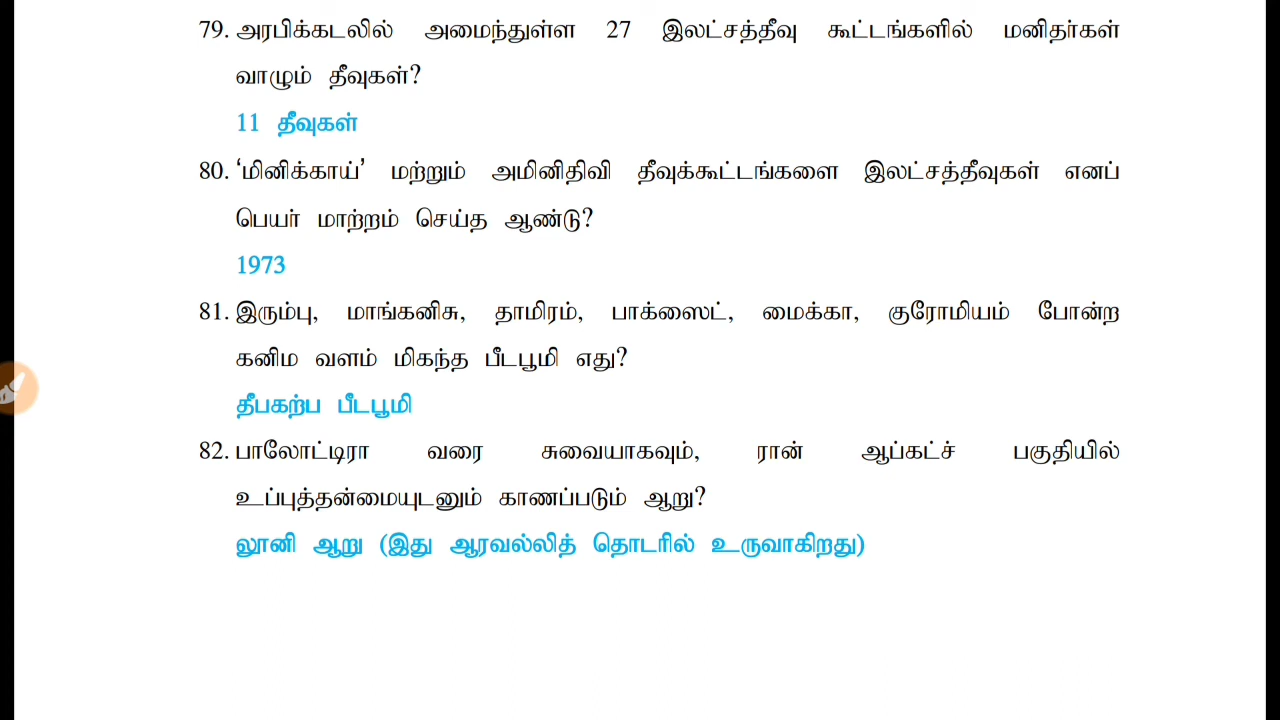 79. அரபிக்கடலில் அமைந்துள்ள 27 இலட்சத்தீவு கூட்டங்களில் மனிதர்கள்
வாழும் தீவுகள்?
11 தீவுகள்
80. ‘மினிக்காய்’ மற்றும் அமினிதிவி தீவுக்கூட்டங்களை இலட்சத்தீவுகள் எனப்
பெயர் மாற்றம் செய்த ஆண்டு?
1973
81. இரும்பு, மாங்கனிசு, தாமிரம், பாக்ஸைட், மைக்கா, குரோமியம் போன்ற
கனிம வளம் மிகந்த பீடபூமி எது?
தீபகற்ப பீடபூமி
82. பாலோட்டிரா வரை சுவையாகவும், ரான் ஆப்கட்ச் பகுதியில்
உப்புத்தன்மையுடனும் காணப்படும் ஆறு?
லூனி ஆறு (இது ஆரவல்லித் தொடரில் உருவாகிறது)